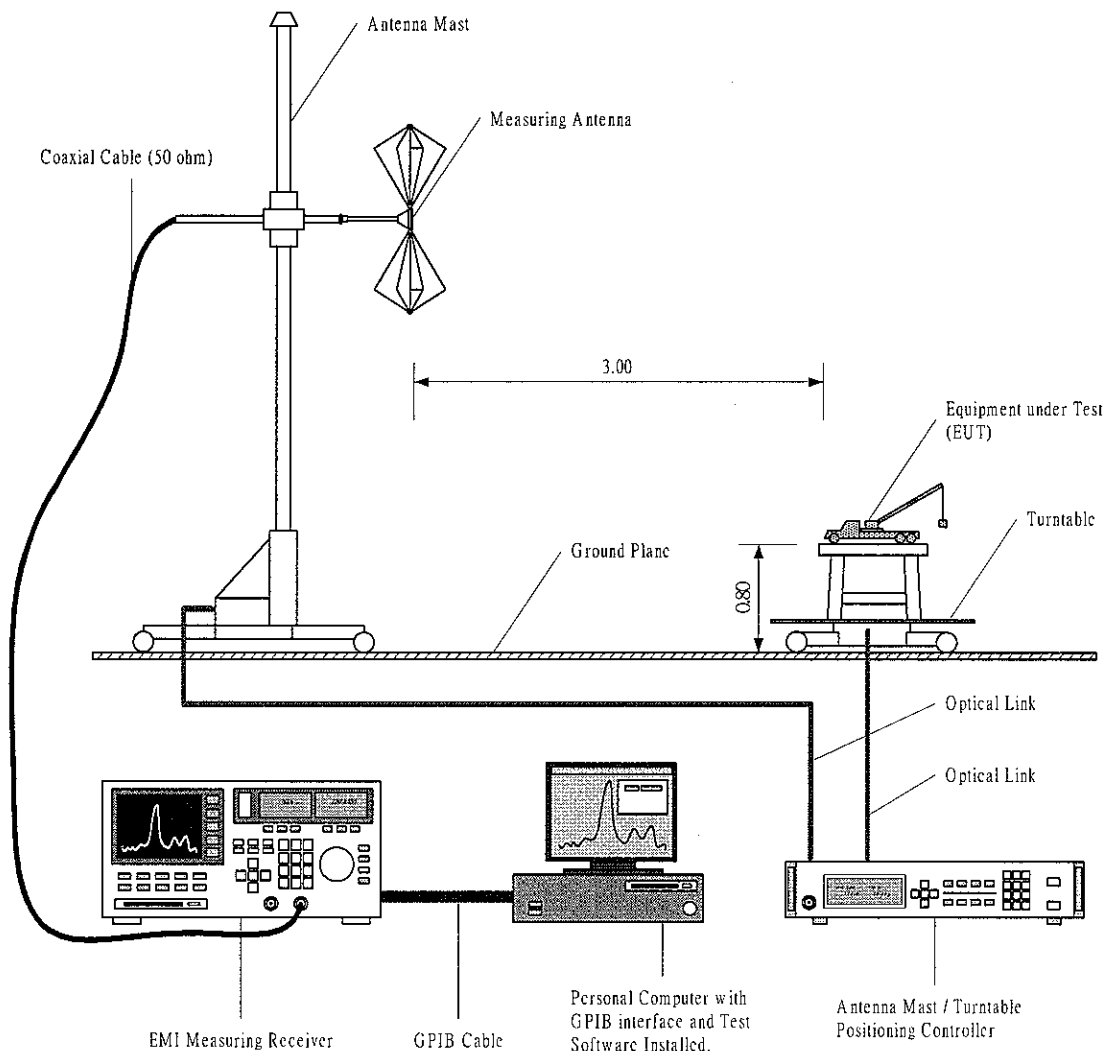 Antenna Mast
Measuring Antenna
Coaxial Cable (50 ohm)
3.00
Equipment under Test
(EUT)
Turntable
Ground Plane
0.80
Optical Link
Optical Link
EMI Measuring Receiver
GPIB Cable
Personal Computer with
GPIB interface and Test
Software Installed.
Antenna Mast / Turntable
Positioning Controller